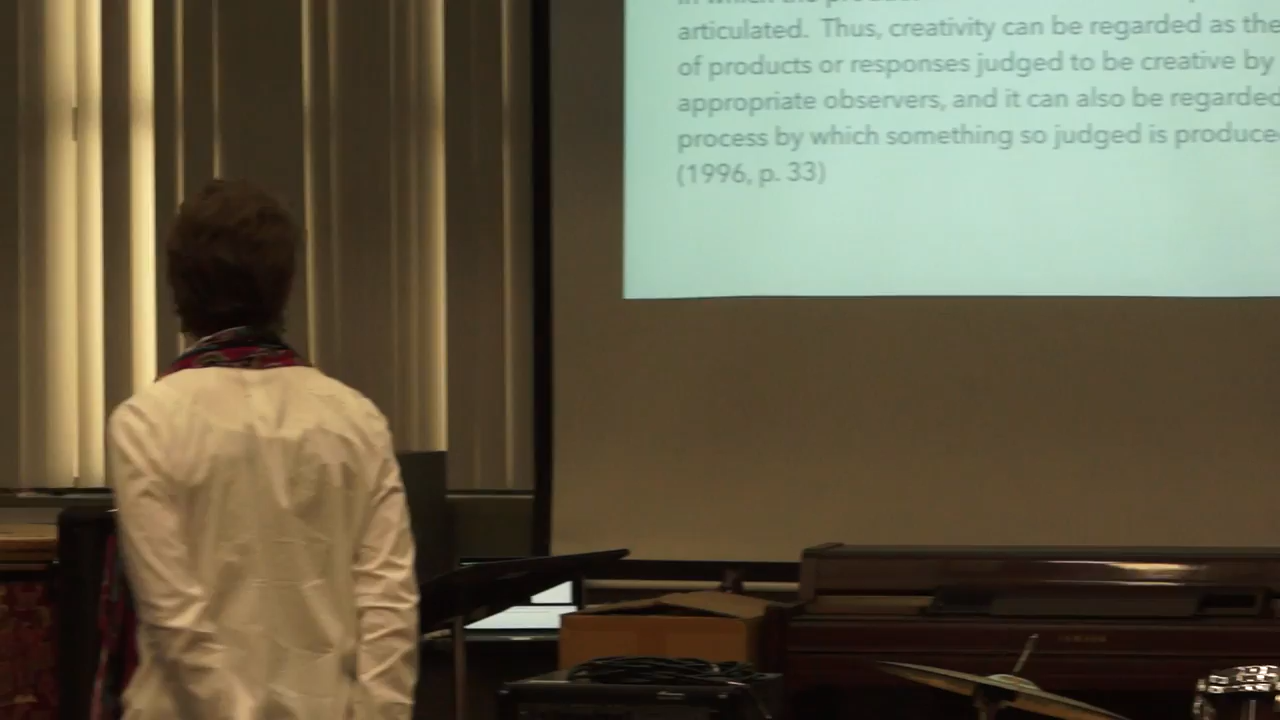 articulated. Thus, creativity can be regarded as the
of products or responses judged to be creative by
appropriate observers, and it can also be regarded
process by which something so judged is produce
(1996, p. 33)